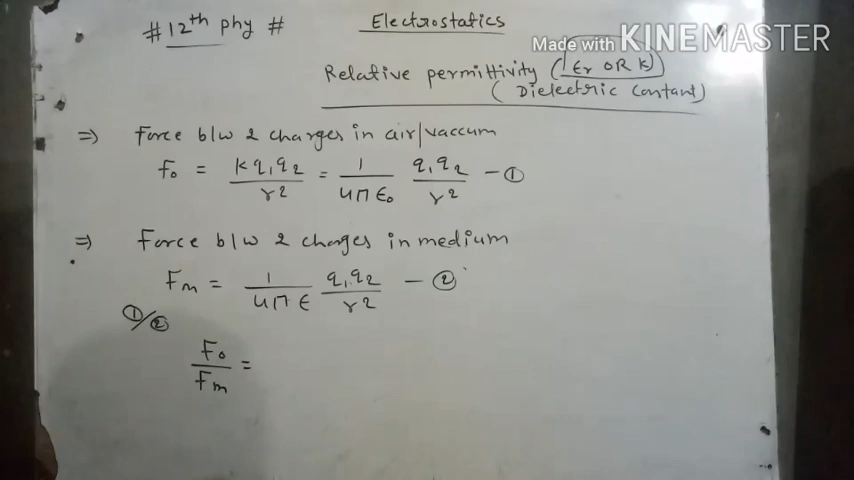 # 12th phy # Electrostatics
Made with KINEMASTER
Relative permittivity (εr OR k)
(Dielectric contant)
⇒ Force b/w 2 charges in air/vaccum
F₀ = k q₁q₂/r² = 1/4πε₀ q₁q₂/r² – ①
⇒ Force b/w 2 charges in medium
Fm = 1/4πε q₁q₂/r² – ②
①/②
F₀/Fm =